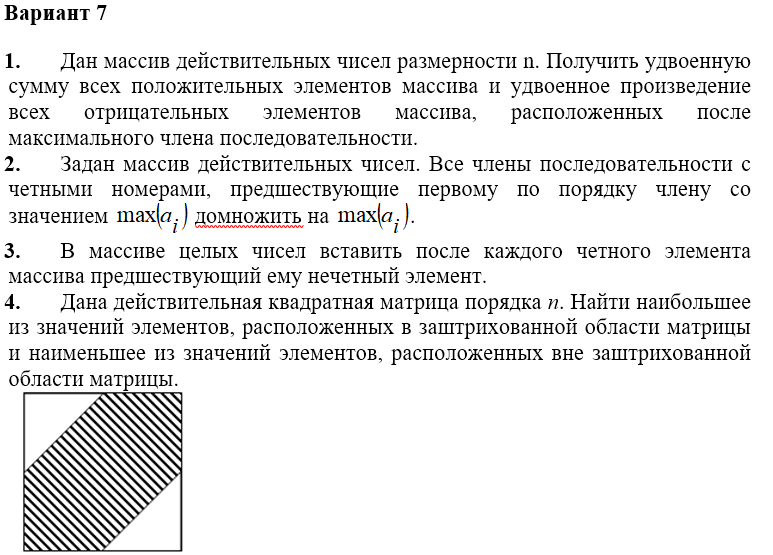 Вариант 7
1. Дан массив действительных чисел размерности n. Получить удвоенную
сумму всех положительных элементов массива и удвоенное произведение
всех отрицательных элементов массива, расположенных после
максимального члена последовательности.
2. Задан массив действительных чисел. Все члены последовательности с
четными номерами, предшествующие первому по порядку члену со
значением max(a_i) домножить на max(a_i).
3. В массиве целых чисел вставить после каждого четного элемента
массива предшествующий ему нечетный элемент.
4. Дана действительная квадратная матрица порядка n. Найти наибольшее
из значений элементов, расположенных в заштрихованной области матрицы
и наименьшее из значений элементов, расположенных вне заштрихованной
области матрицы.